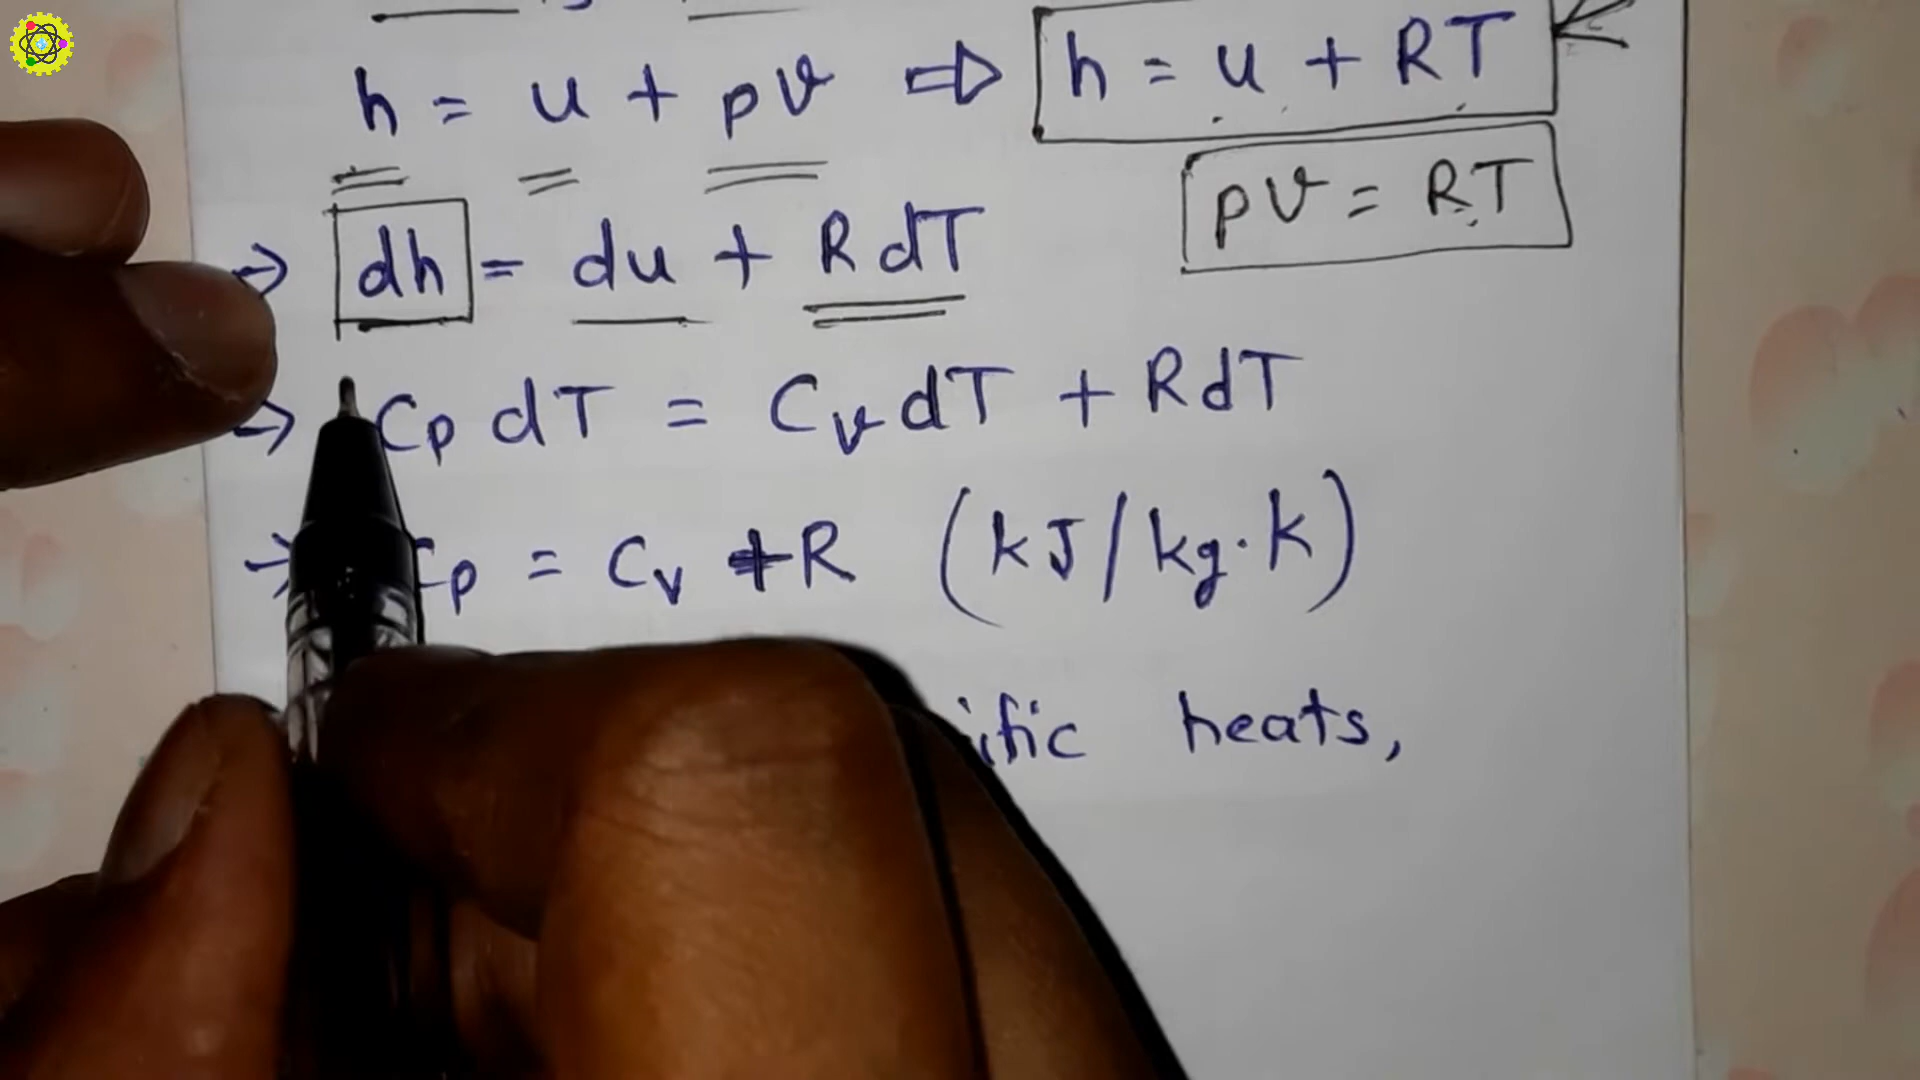 h = u + pv ⇒ h = u + RT
pv = RT
→ dh = du + RdT
→ Cp dT = Cv dT + RdT
→ Cp = Cv + R (kJ/kg.K)
heats,